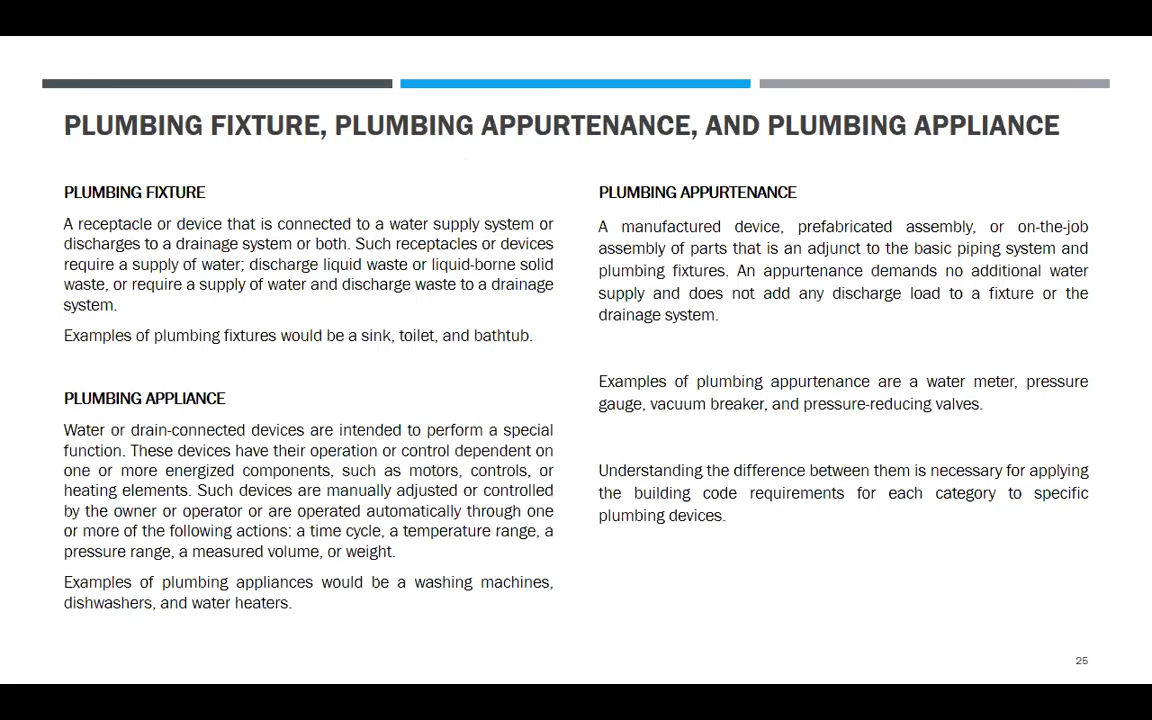 PLUMBING FIXTURE, PLUMBING APPURTENANCE, AND PLUMBING APPLIANCE
PLUMBING FIXTURE
A receptacle or device that is connected to a water supply system or
discharges to a drainage system or both. Such receptacles or devices
require a supply of water; discharge liquid waste or liquid-borne solid
waste, or require a supply of water and discharge waste to a drainage
system.
Examples of plumbing fixtures would be a sink, toilet, and bathtub.
PLUMBING APPLIANCE
Water or drain-connected devices are intended to perform a special
function. These devices have their operation or control dependent on
one or more energized components, such as motors, controls, or
heating elements. Such devices are manually adjusted or controlled
by the owner or operator or are operated automatically through one
or more of the following actions: a time cycle, a temperature range, a
pressure range, a measured volume, or weight.
Examples of plumbing appliances would be a washing machines,
dishwashers, and water heaters.
PLUMBING APPURTENANCE
A manufactured device, prefabricated assembly, or on-the-job
assembly of parts that is an adjunct to the basic piping system and
plumbing fixtures. An appurtenance demands no additional water
supply and does not add any discharge load to a fixture or the
drainage system.
Examples of plumbing appurtenance are a water meter, pressure
gauge, vacuum breaker, and pressure-reducing valves.
Understanding the difference between them is necessary for applying
the building code requirements for each category to specific
plumbing devices.
25